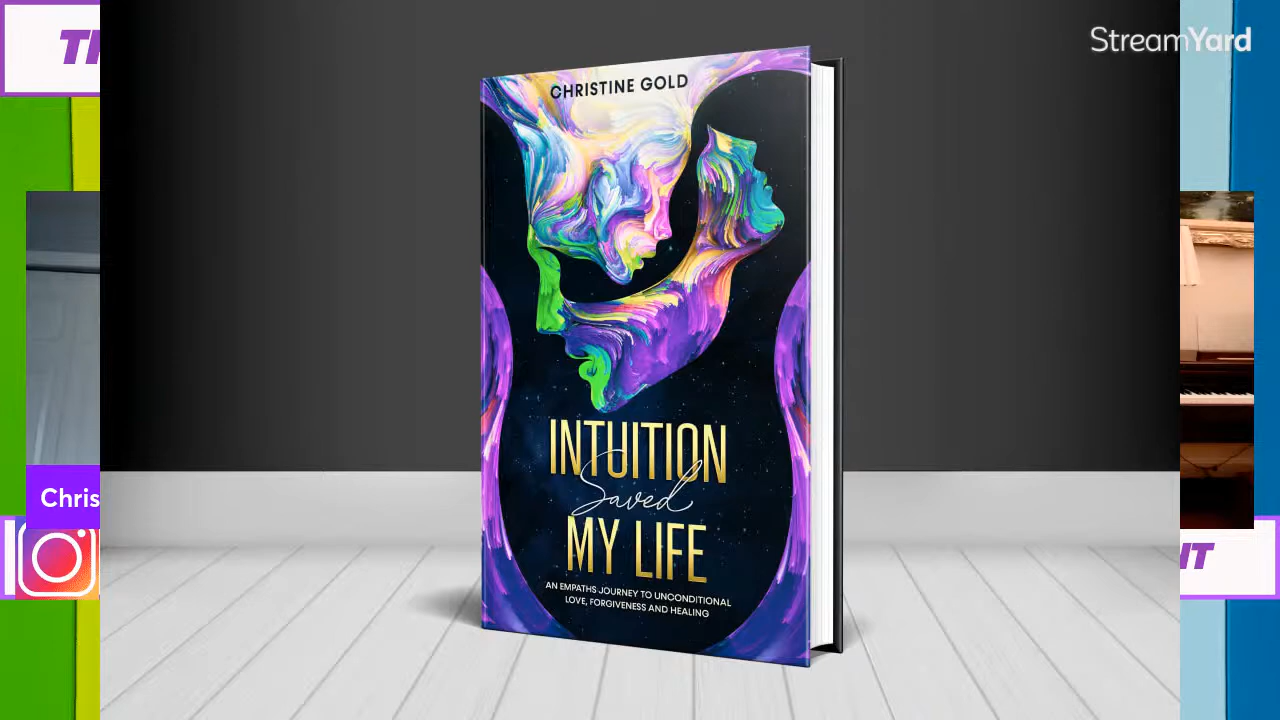 StreamYard
CHRISTINE GOLD
INTUITION
Saved
MY LIFE
AN EMPATHS JOURNEY TO UNCONDITIONAL
LOVE, FORGIVENESS AND HEALING
Chris